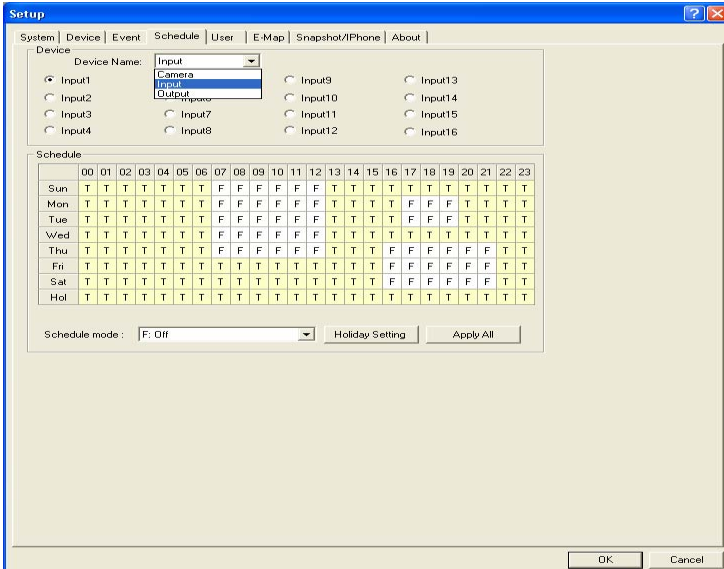 Setup
System Device Event Schedule User E-Map Snapshot/IPhone About
Device
Device Name: Input
Camera
Input
Output
Input1 Input9 Input13
Input2 Input10 Input14
Input3 Input7 Input11 Input15
Input4 Input8 Input12 Input16
Schedule
00 01 02 03 04 05 06 07 08 09 10 11 12 13 14 15 16 17 18 19 20 21 22 23
Sun T T T T T T T F F F F F F T T T T T T T T T T T
Mon T T T T T T T F F F F F F T T T T F F F T T T T
Tue T T T T T T T F F F F F F T T T T F F F T T T T
Wed T T T T T T T F F F F F F T T T T T T T T T T T
Thu T T T T T T T F F F F F F T T T F F F F F F T T
Fri T T T T T T T T T T T T T T T T F F F F F F T T
Sat T T T T T T T T T T T T T T T T F F F F F F T T
Hol T T T T T T T T T T T T T T T T T T T T T T T T
Schedule mode : F: Off Holiday Setting Apply All
OK Cancel